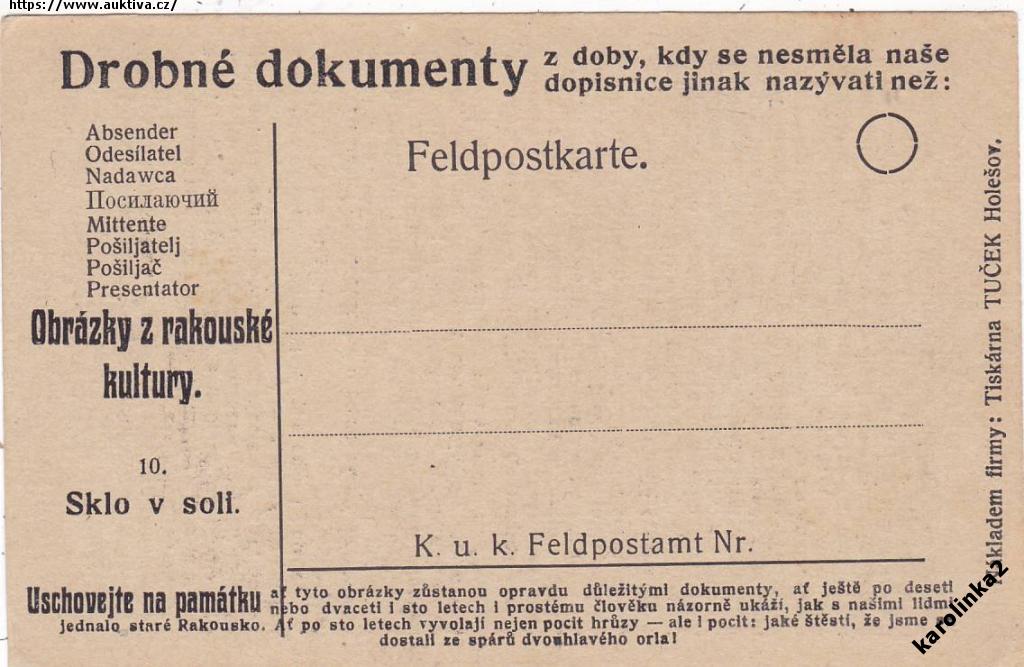 https://www.auktiva.cz/
Drobné dokumenty z doby, kdy se nesměla naše
dopisnice jinak nazývati než:
Absender
Odesílatel
Nadawca
Посилаючий
Mittente
Pošiljatelj
Pošiljač
Presentator
Feldpostkarte.
Obrázky z rakouské
kultury.
10.
Sklo v soli.
K. u. k. Feldpostamt Nr.
Uschovejte na památku ať tyto obrázky zůstanou opravdu důležitými dokumenty, ať ještě po deseti
nebo dvaceti i sto letech i prostému člověku názorně ukáží, jak s našimi lidmi
jednalo staré Rakousko. Ať po sto letech vyvolají nejen pocit hrůzy — ale i pocit: jaké štěstí, že jsme se
dostali ze spárů dvouhlavého orla!
firmy: Tiskárna TUČEK Holešov.
karolinka2